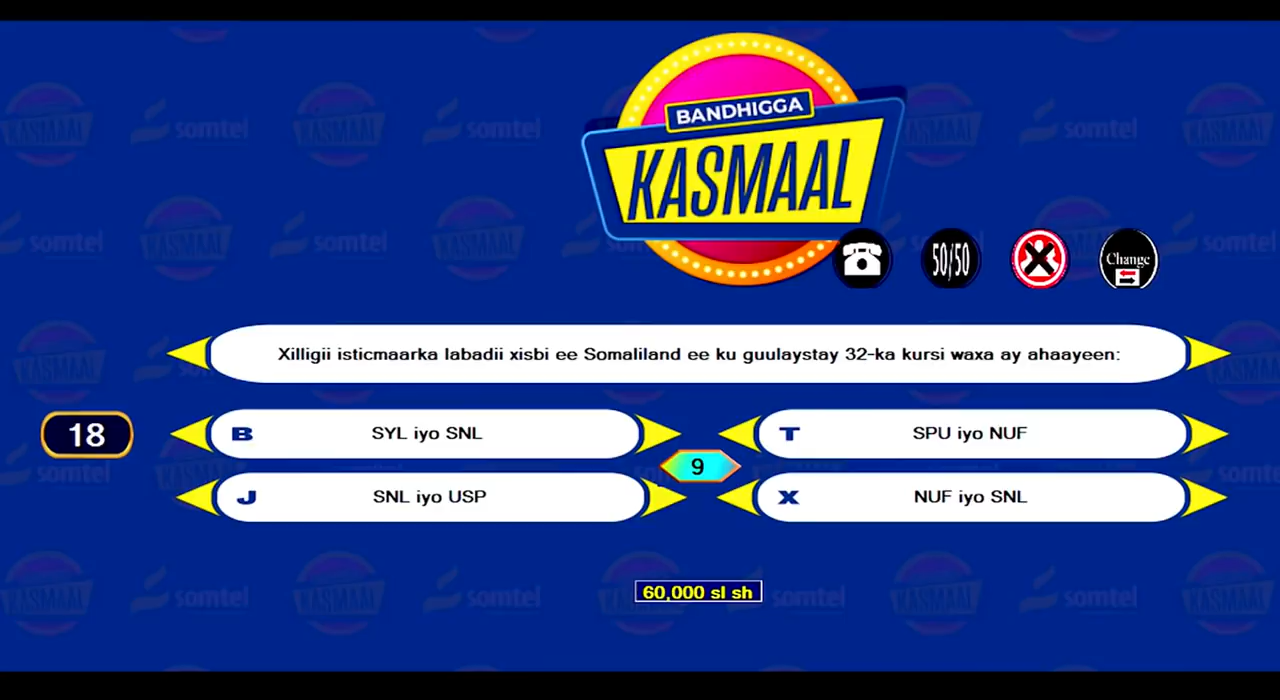 BANDHIGGA
KASMAAL
50/50
Change
Xilligii isticmaarka labadii xisbi ee Somaliland ee ku guulaystay 32-ka kursi waxa ay ahaayeen:
18
B SYL iyo SNL
T SPU iyo NUF
9
J SNL iyo USP
X NUF iyo SNL
60,000 sl sh
somtel